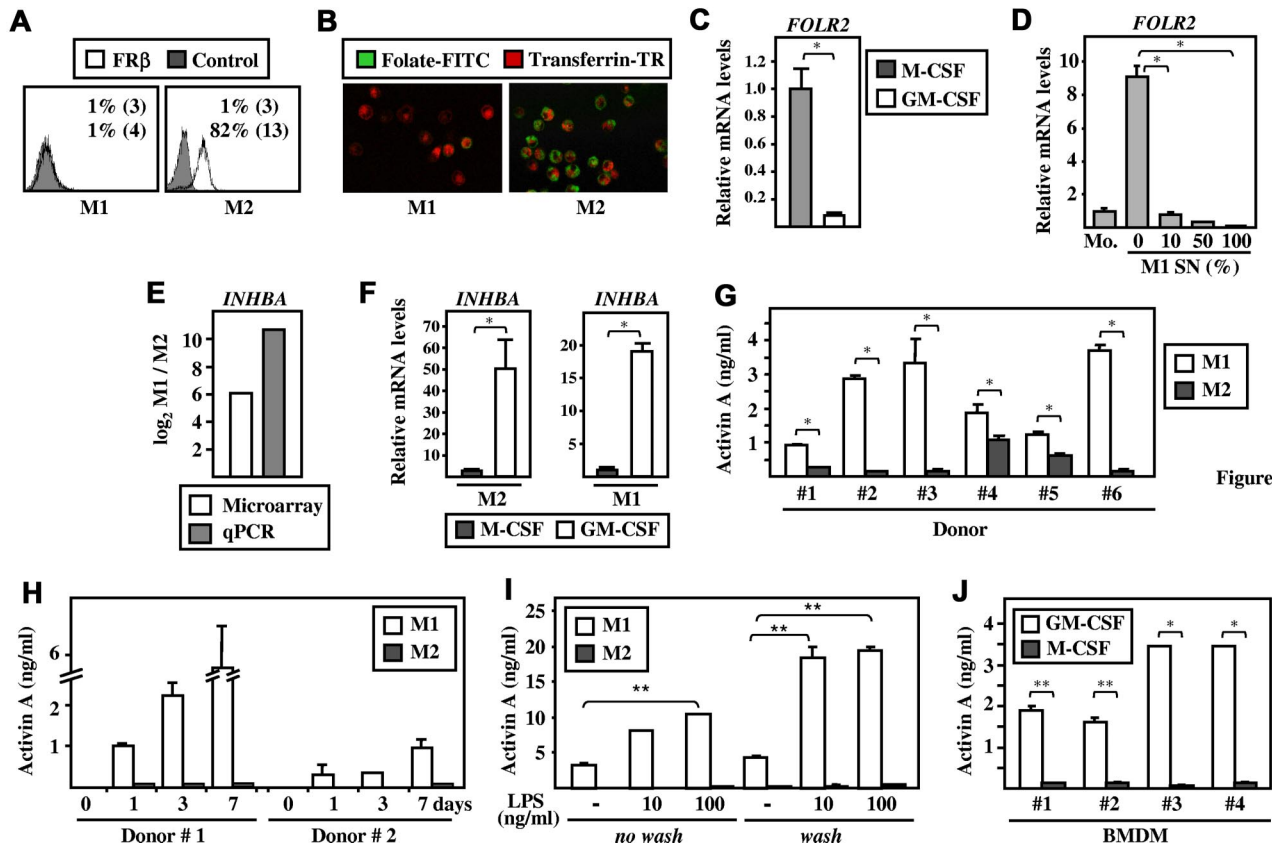 A
FRβ Control
1% (3)
1% (4)
1% (3)
82% (13)
M1 M2
B
Folate-FITC Transferrin-TR
M1 M2
C
FOLR2
Relative mRNA levels
1.2
1.0
0.8
0.6
0.4
0.2
*
M-CSF
GM-CSF
D
FOLR2
Relative mRNA levels
10
8
6
4
2
*
*
Mo. 0 10 50 100
M1 SN (%)
E
INHBA
log2 M1 / M2
10
8
6
4
2
Microarray
qPCR
F
INHBA
Relative mRNA levels
70
60
50
40
30
20
10
*
M2
INHBA
20
15
10
5
*
M1
M-CSF GM-CSF
G
Activin A (ng/ml)
4
3
2
1
* * * * * *
#1 #2 #3 #4 #5 #6
Donor
M1
M2
Figure
H
Activin A (ng/ml)
6
2
1
M1
M2
0 1 3 7 0 1 3 7 days
Donor # 1 Donor # 2
I
Activin A (ng/ml)
25
20
15
10
5
M1
M2
**
**
**
LPS (ng/ml)
- 10 100 - 10 100
no wash wash
J
Activin A (ng/ml)
4
3
2
1
GM-CSF
M-CSF
** ** * *
#1 #2 #3 #4
BMDM